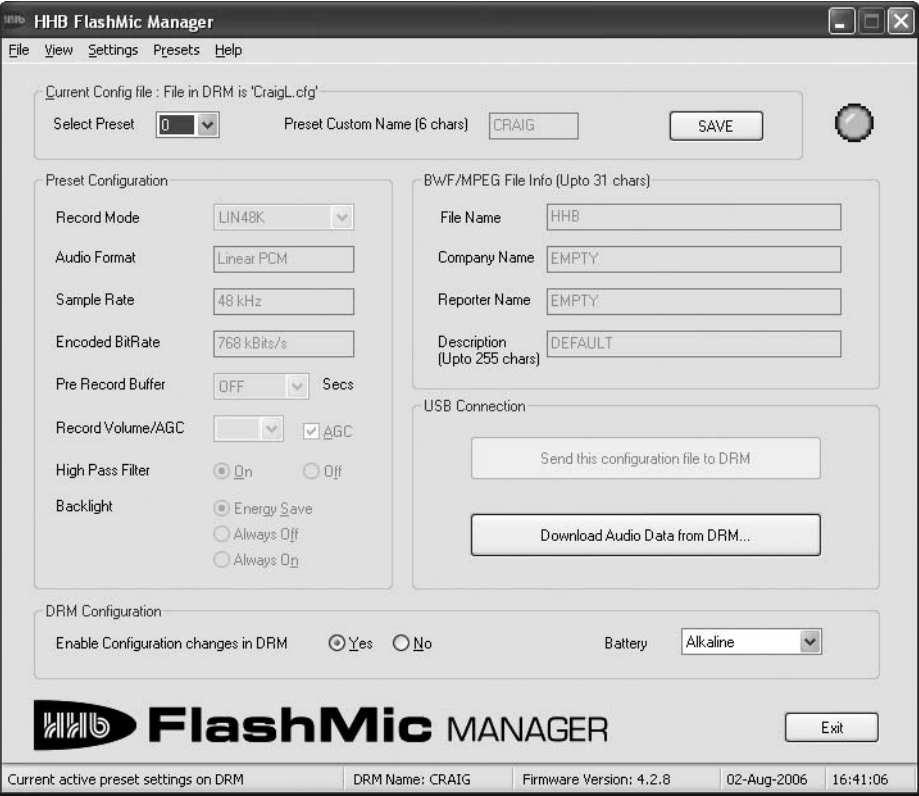 HHB FlashMic Manager
File View Settings Presets Help
Current Config file : File in DRM is 'CraigL.cfg'
Select Preset 0 Preset Custom Name (6 chars) CRAIG SAVE
Preset Configuration
Record Mode LIN48K
Audio Format Linear PCM
Sample Rate 48 kHz
Encoded BitRate 768 kBits/s
Pre Record Buffer OFF Secs
Record Volume/AGC AGC
High Pass Filter On Off
Backlight Energy Save
Always Off
Always On
BWF/MPEG File Info (Upto 31 chars)
File Name HHB
Company Name EMPTY
Reporter Name EMPTY
Description DEFAULT
(Upto 255 chars)
USB Connection
Send this configuration file to DRM
Download Audio Data from DRM...
DRM Configuration
Enable Configuration changes in DRM Yes No Battery Alkaline
HHb FlashMic MANAGER Exit
Current active preset settings on DRM DRM Name: CRAIG Firmware Version: 4.2.8 02-Aug-2006 16:41:06